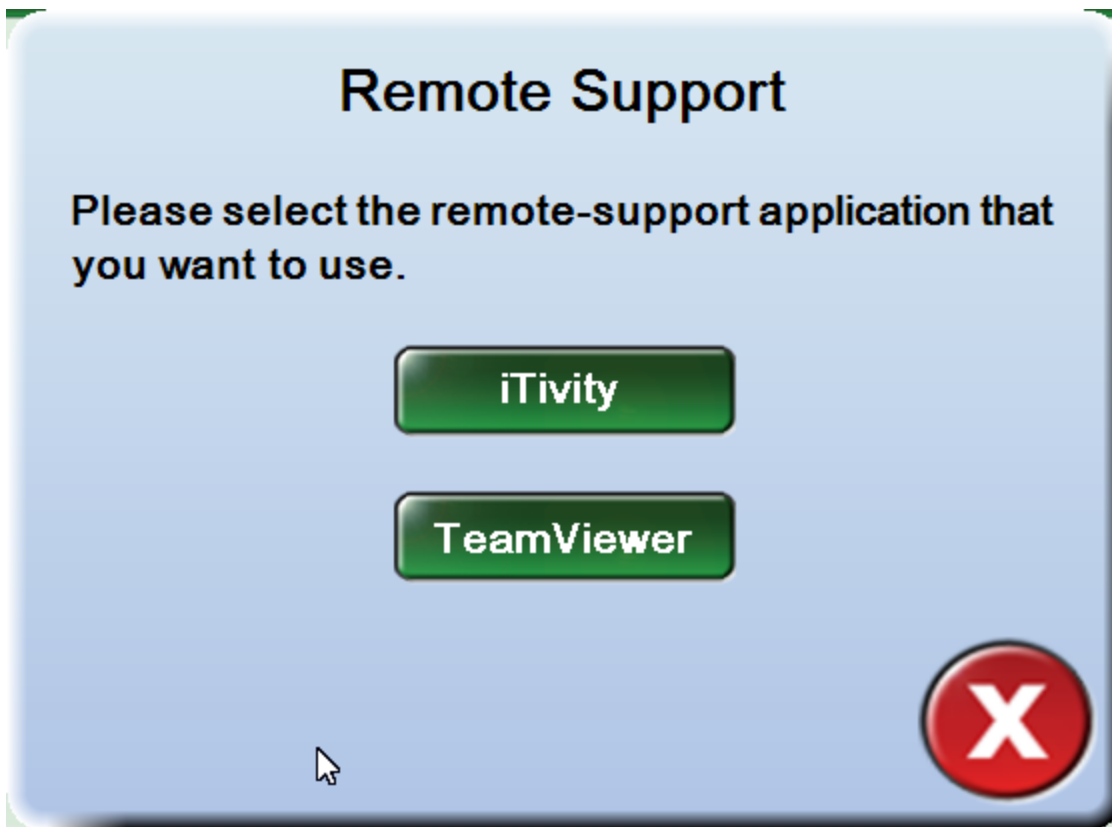 Remote Support
Please select the remote-support application that
you want to use.
iTivity
TeamViewer
X